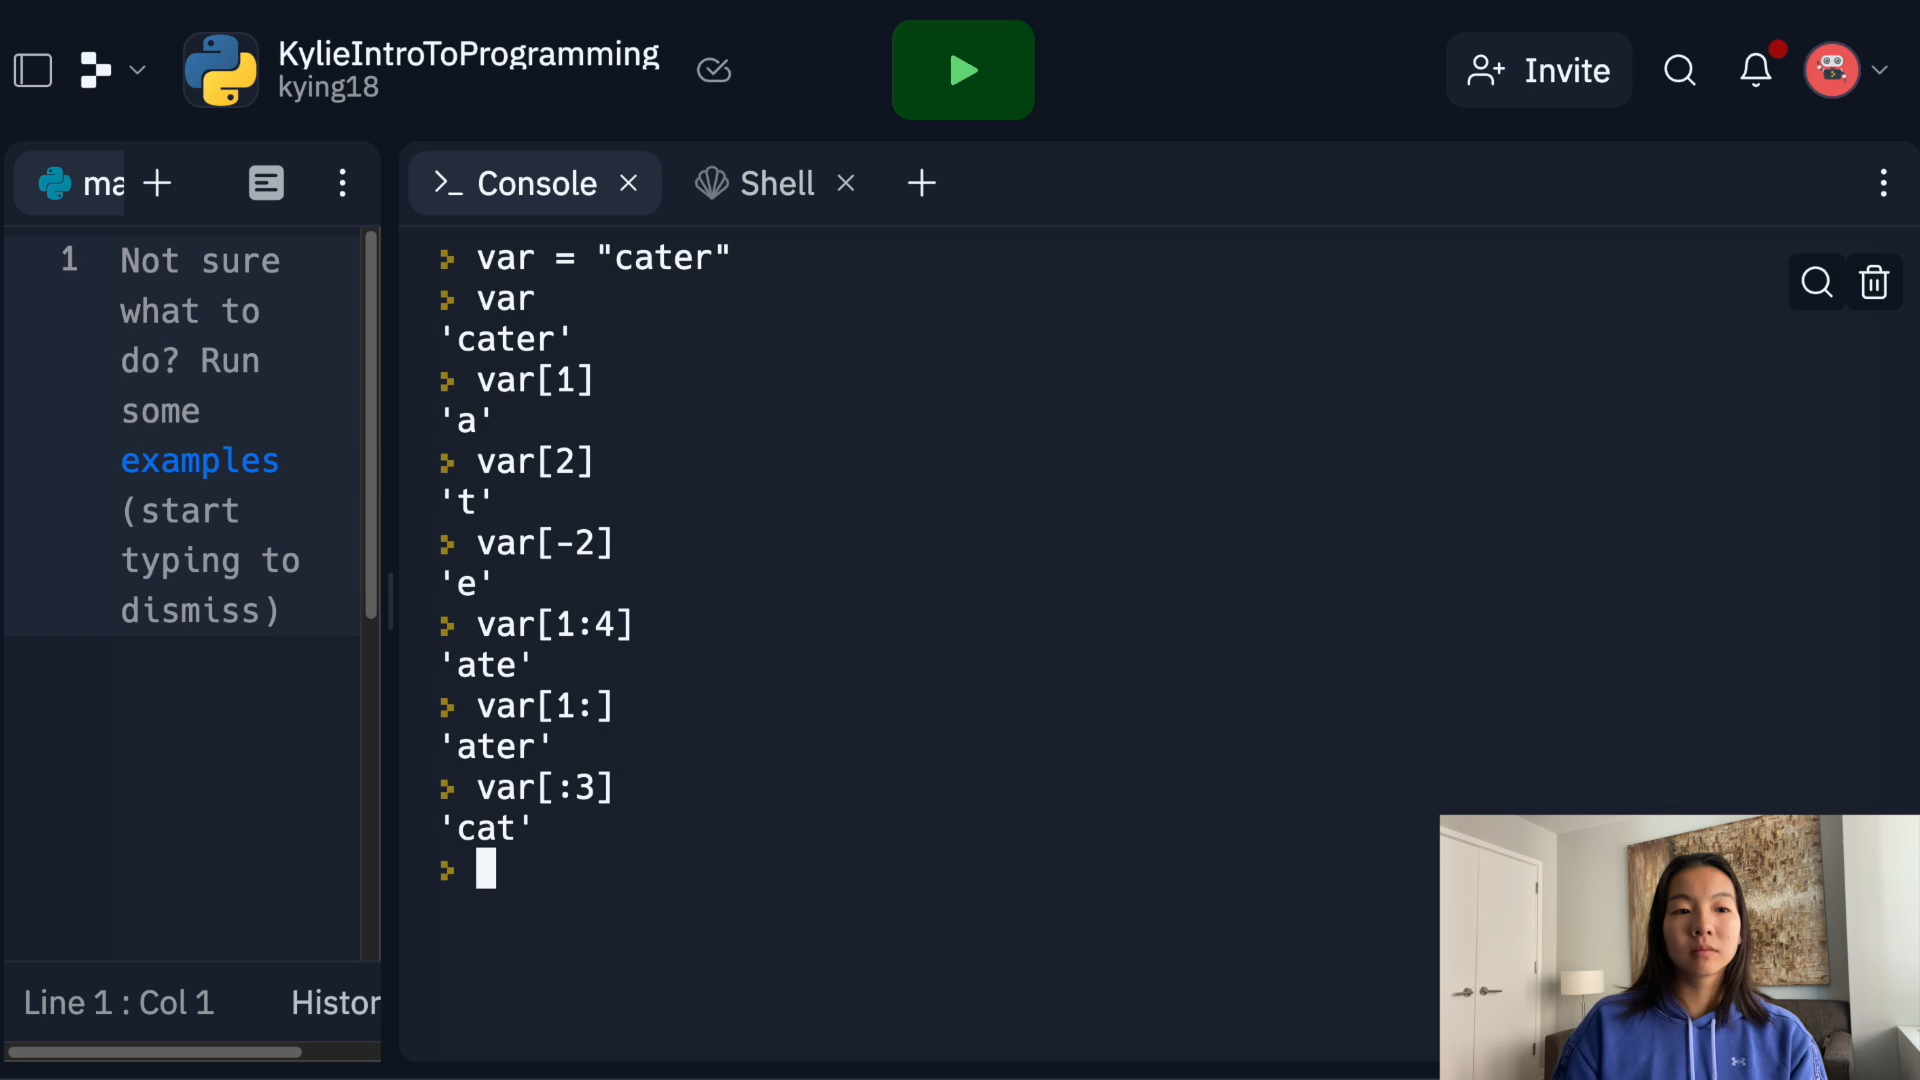 KylieIntroToProgramming
kying18
Invite
ma
Console
Shell
1 Not sure
what to
do? Run
some
examples
(start
typing to
dismiss)
Line 1 : Col 1
Histor
var = "cater"
var
'cater'
var[1]
'a'
var[2]
't'
var[-2]
'e'
var[1:4]
'ate'
var[1:]
'ater'
var[:3]
'cat'